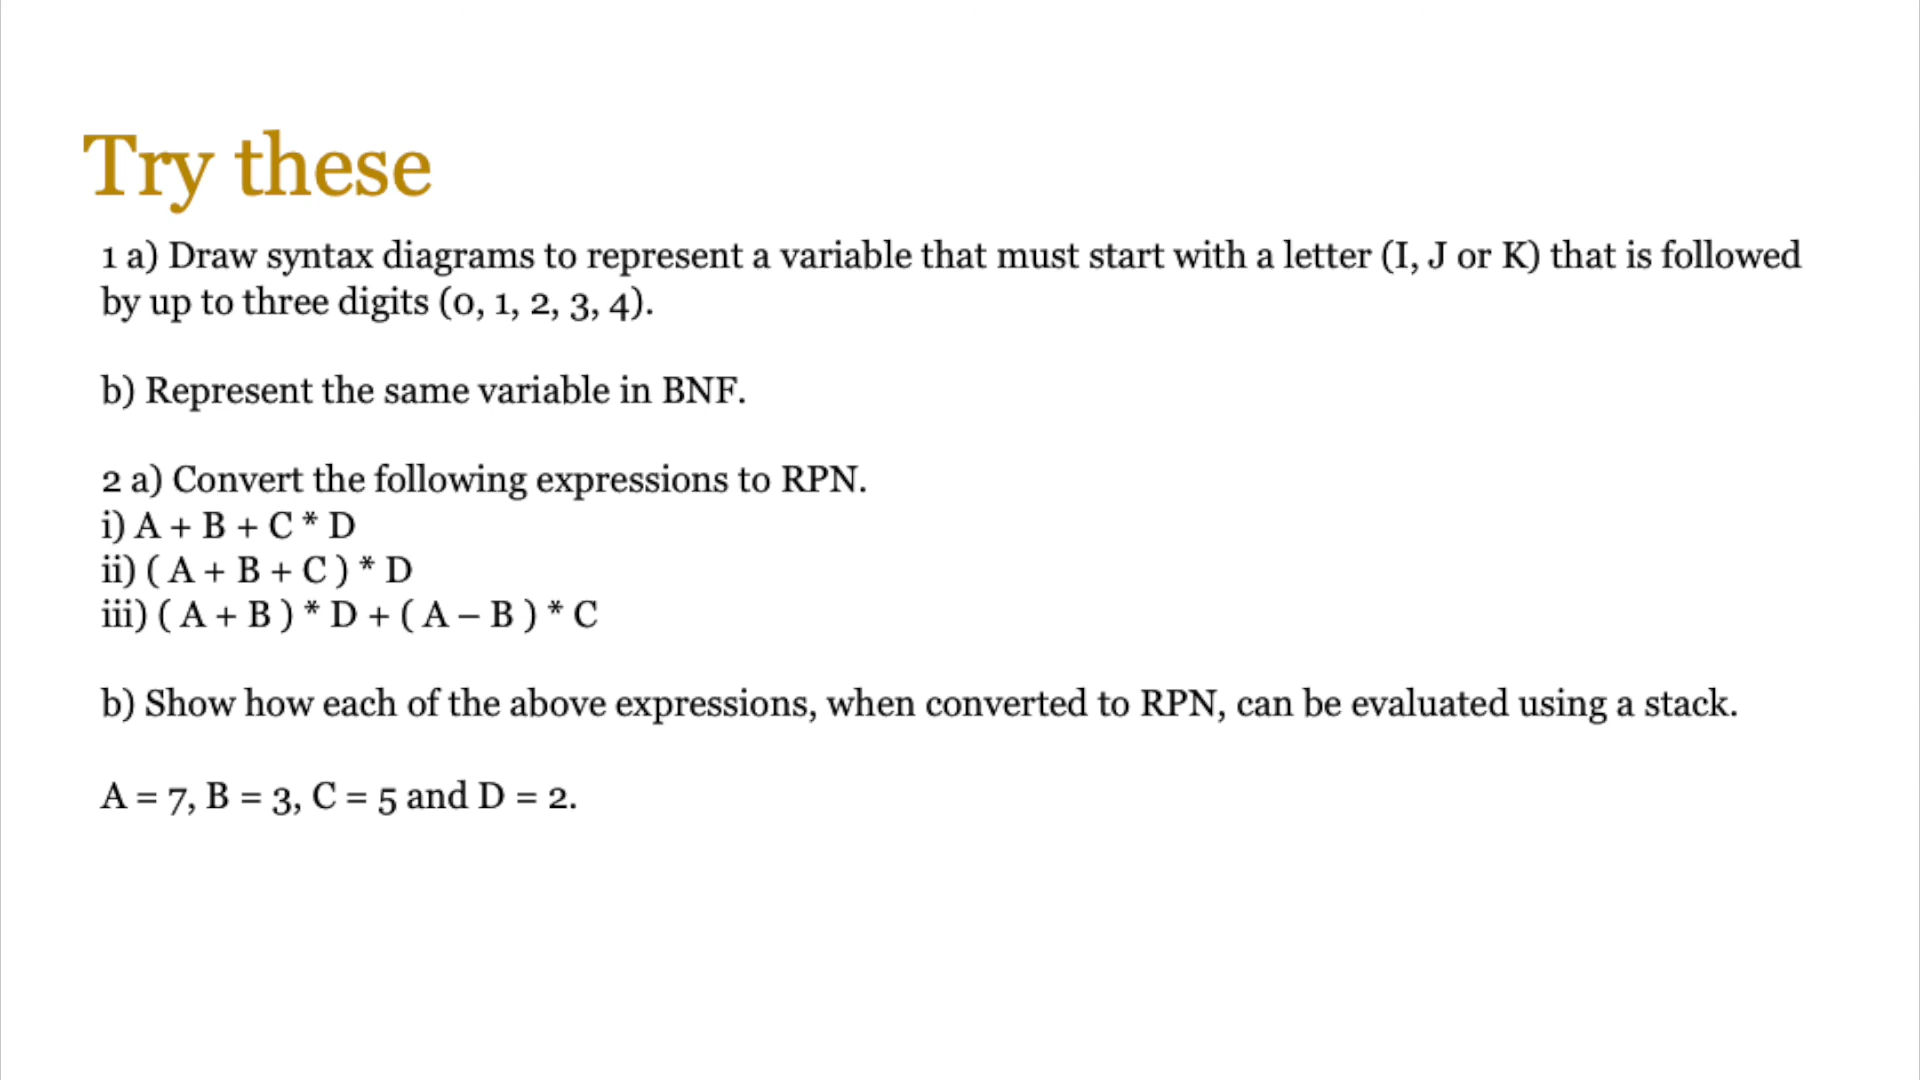 Try these
1 a) Draw syntax diagrams to represent a variable that must start with a letter (I, J or K) that is followed
by up to three digits (0, 1, 2, 3, 4).
b) Represent the same variable in BNF.
2 a) Convert the following expressions to RPN.
i) A + B + C * D
ii) ( A + B + C ) * D
iii) ( A + B ) * D + ( A – B ) * C
b) Show how each of the above expressions, when converted to RPN, can be evaluated using a stack.
A = 7, B = 3, C = 5 and D = 2.